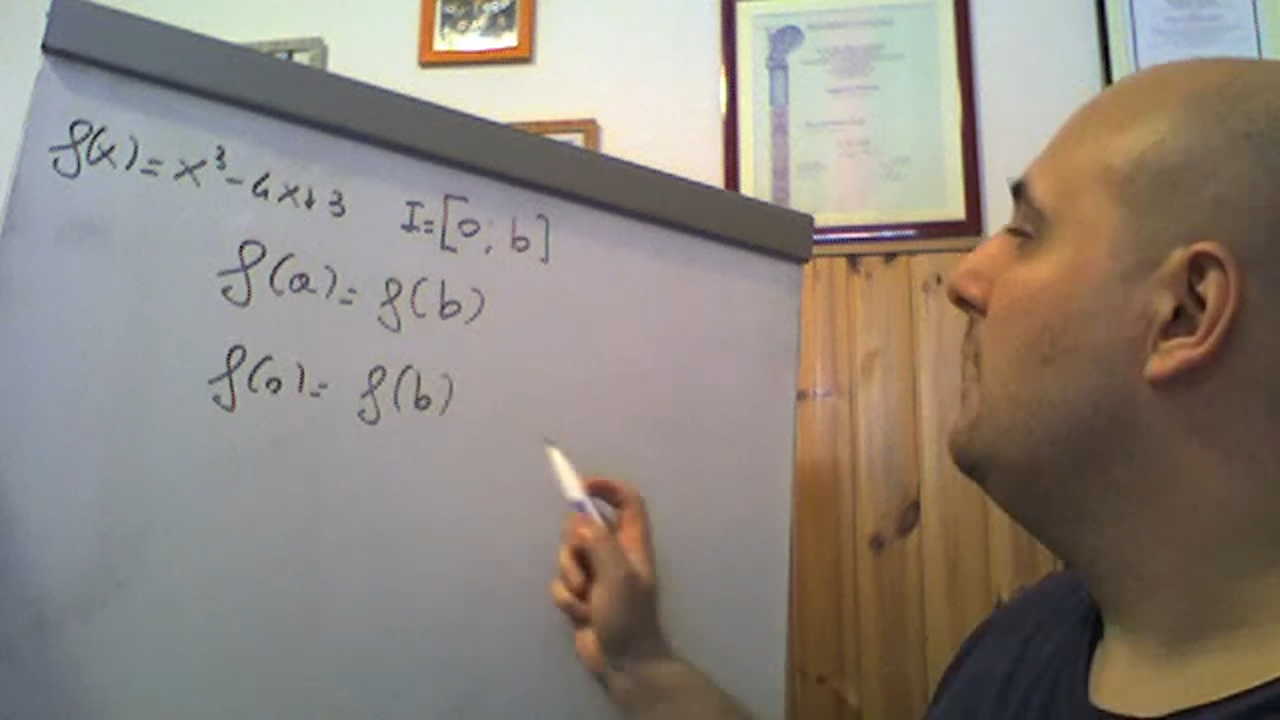 f(x) = x³ - 4x + 3 I = [0; b]
f(a) = f(b)
f(0) = f(b)